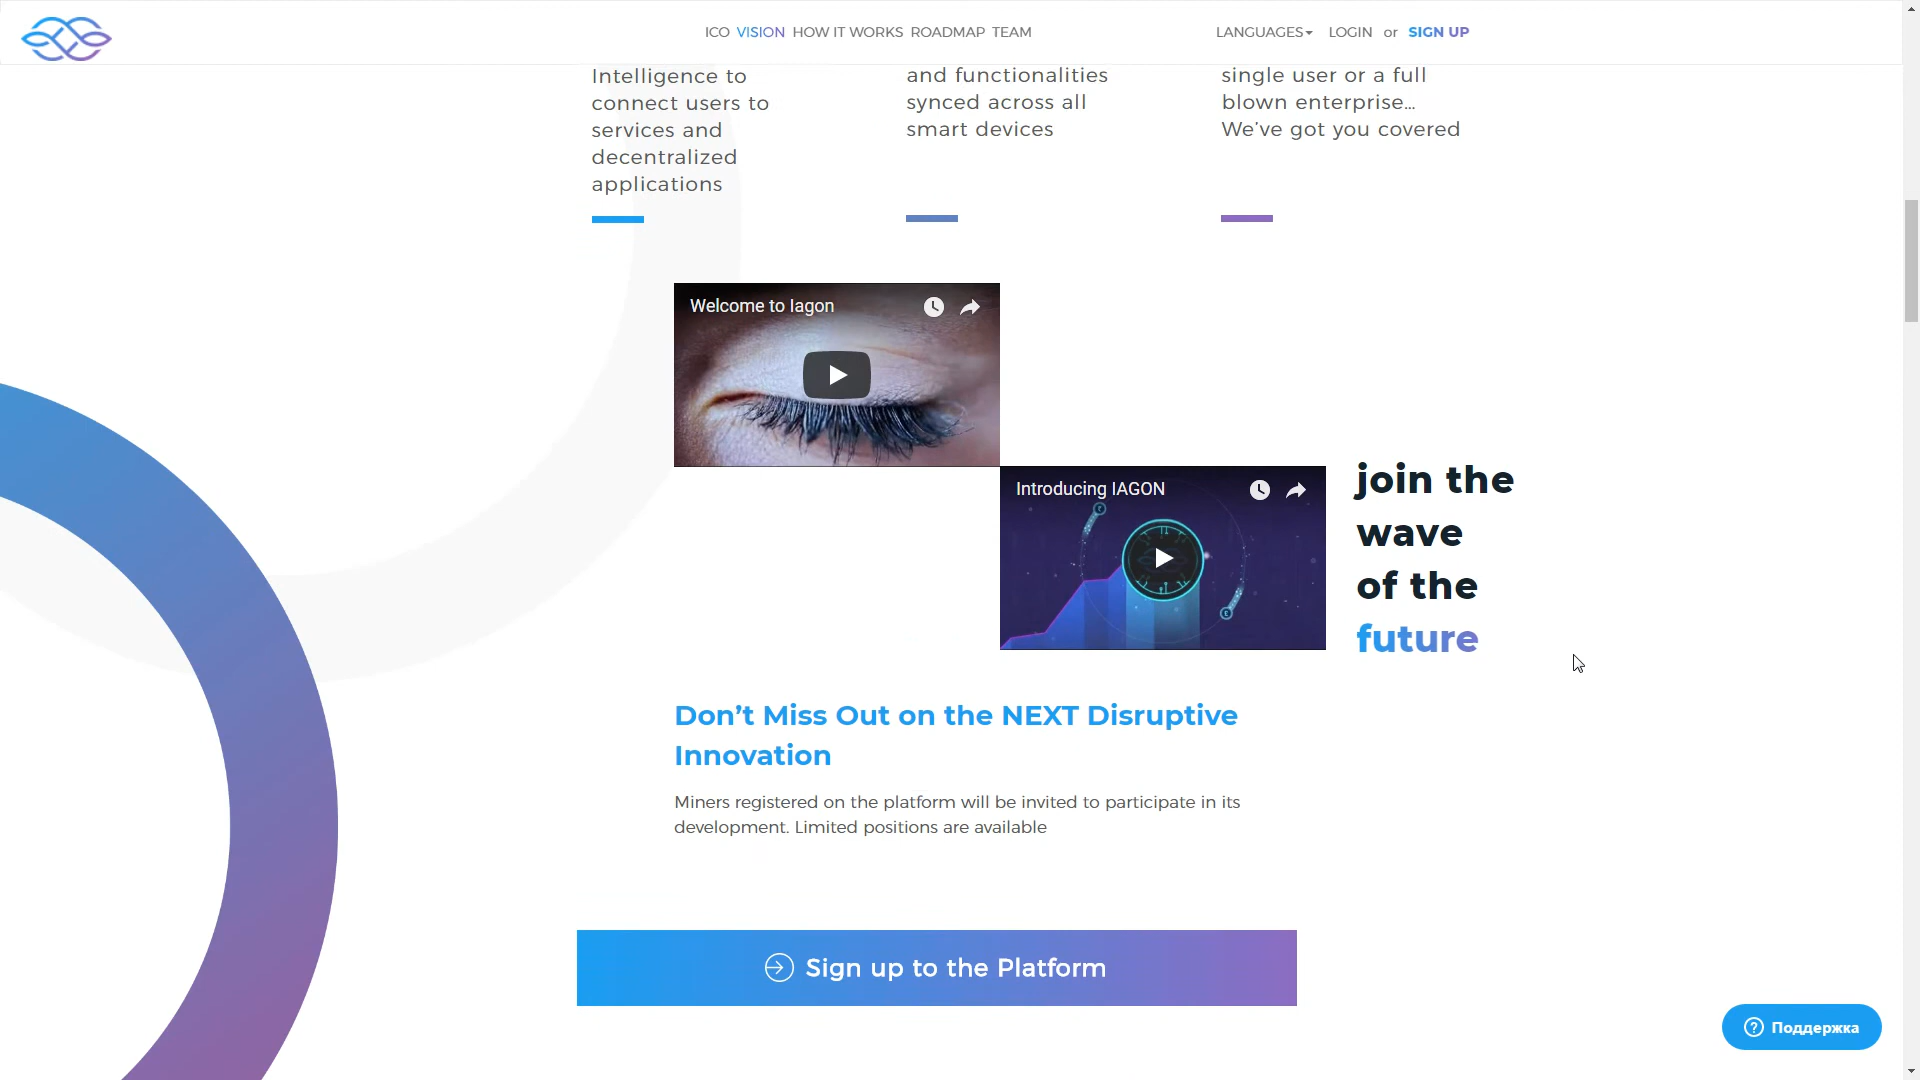 ICO VISION HOW IT WORKS ROADMAP TEAM LANGUAGES LOGIN or SIGN UP
Intelligence to
connect users to
services and
decentralized
applications
and functionalities
synced across all
smart devices
single user or a full
blown enterprise...
We’ve got you covered
Welcome to Iagon
Introducing IAGON
join the
wave
of the
future
Don’t Miss Out on the NEXT Disruptive
Innovation
Miners registered on the platform will be invited to participate in its
development. Limited positions are available
Sign up to the Platform
Поддержка